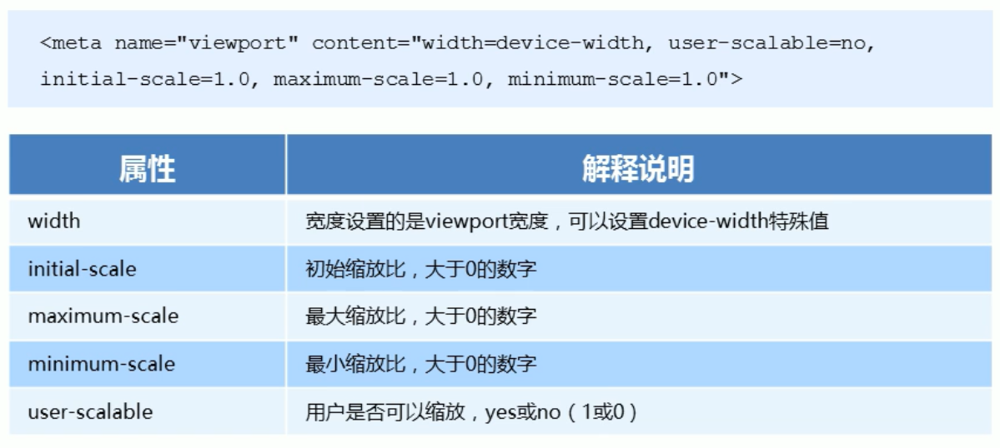 <meta name="viewport" content="width=device-width, user-scalable=no,
initial-scale=1.0, maximum-scale=1.0, minimum-scale=1.0">
属性 解释说明
width 宽度设置的是viewport宽度，可以设置device-width特殊值
initial-scale 初始缩放比，大于0的数字
maximum-scale 最大缩放比，大于0的数字
minimum-scale 最小缩放比，大于0的数字
user-scalable 用户是否可以缩放，yes或no（1或0）